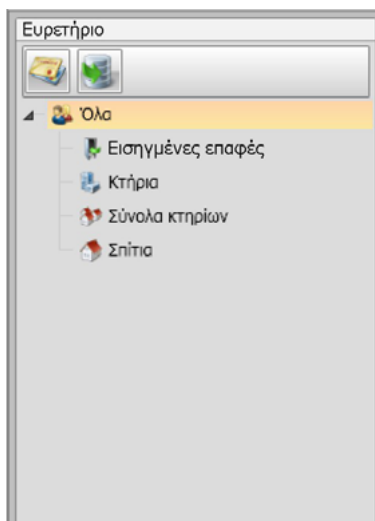 Ευρετήριο
Όλα
Εισηγμένες επαφές
Κτήρια
Σύνολα κτηρίων
Σπίτια